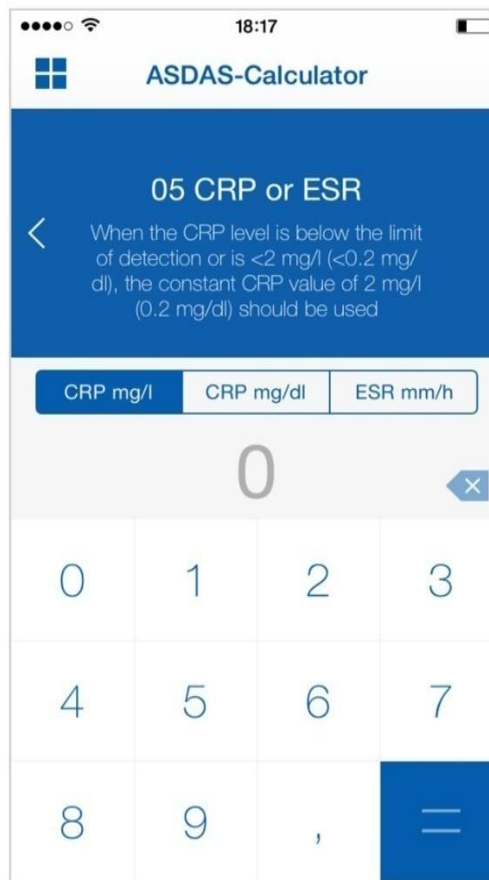 18:17
ASDAS-Calculator
05 CRP or ESR
When the CRP level is below the limit
of detection or is <2 mg/l (<0.2 mg/
dl), the constant CRP value of 2 mg/l
(0.2 mg/dl) should be used
CRP mg/l CRP mg/dl ESR mm/h
0
0 1 2 3
4 5 6 7
8 9 , =